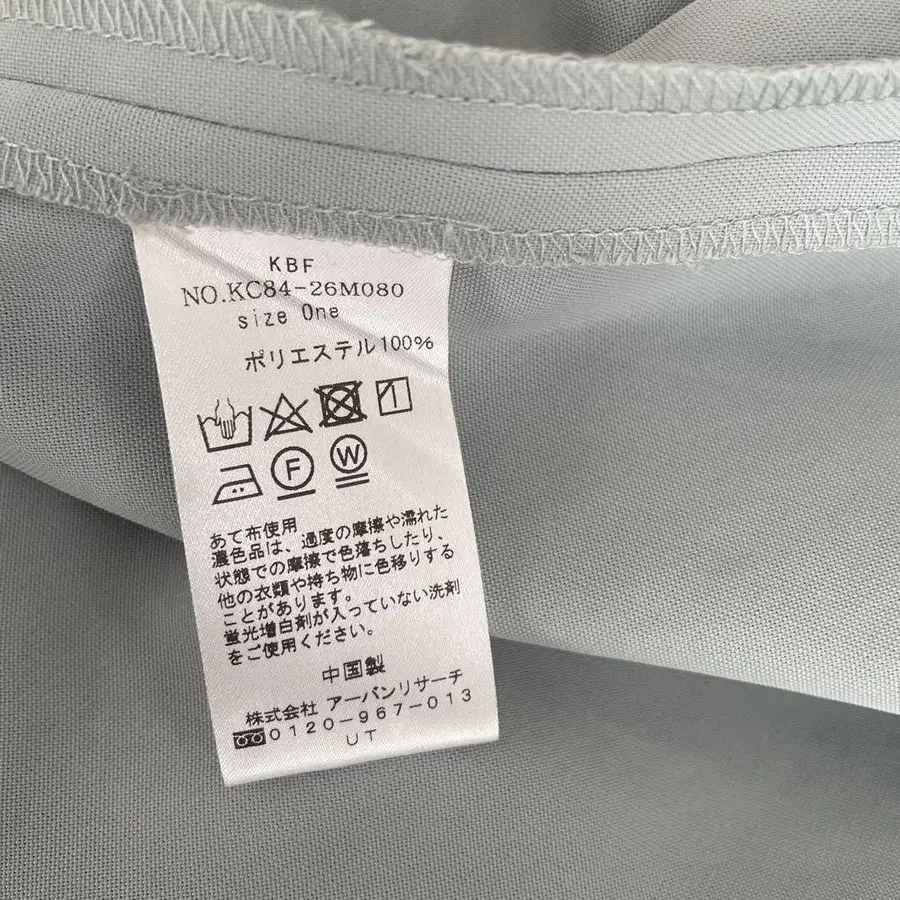 KBF
NO.KC84-26M080
size One
ポリエステル100%
F W
あて布使用
濃色品は、過度の摩擦や濡れた
状態での摩擦で色落ちしたり、
他の衣類や持ち物に色移りする
ことがあります。
蛍光増白剤が入っていない洗剤
をご使用ください。
中国製
株式会社 アーバンリサーチ
0120-967-013
UT